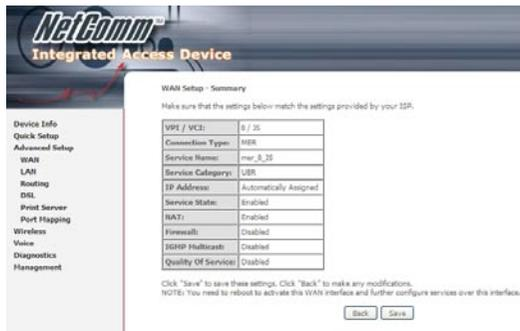 NetComm™
Integrated Access Device
WAN Setup - Summary
Make sure that the settings below match the settings provided by your ISP.
VPI / VCI: 8 / 35
Connection Type: MER
Service Name: mer_8_35
Service Category: UBR
IP Address: Automatically Assigned
Service State: Enabled
NAT: Enabled
Firewall: Disabled
IGMP Multicast: Disabled
Quality Of Service: Disabled
Click "Save" to save these settings. Click "Back" to make any modifications.
NOTE: You need to reboot to activate this WAN interface and further configure services over this interface.
Back Save
Device Info
Quick Setup
Advanced Setup
WAN
LAN
Routing
DSL
Print Server
Port Mapping
Wireless
Voice
Diagnostics
Management